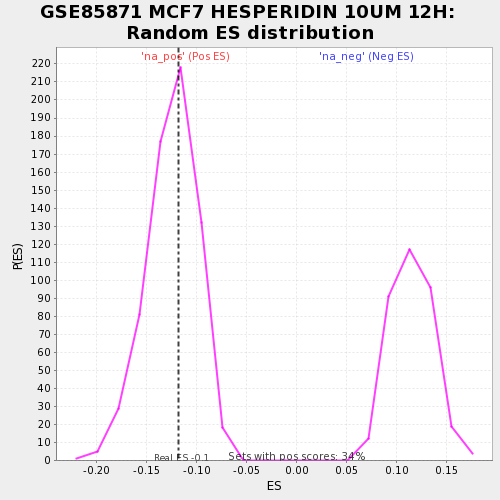 GSE85871 MCF7 HESPERIDIN 10UM 12H:
Random ES distribution
'na_pos' (Pos ES)
'na_neg' (Neg ES)
220
210
200
190
180
170
160
150
140
130
120
110
100
90
80
70
60
50
40
30
20
10
0
P(ES)
Real ES -0.1
Sets with pos scores: 34%
-0.20 -0.15 -0.10 -0.05 0.00 0.05 0.10 0.15
ES